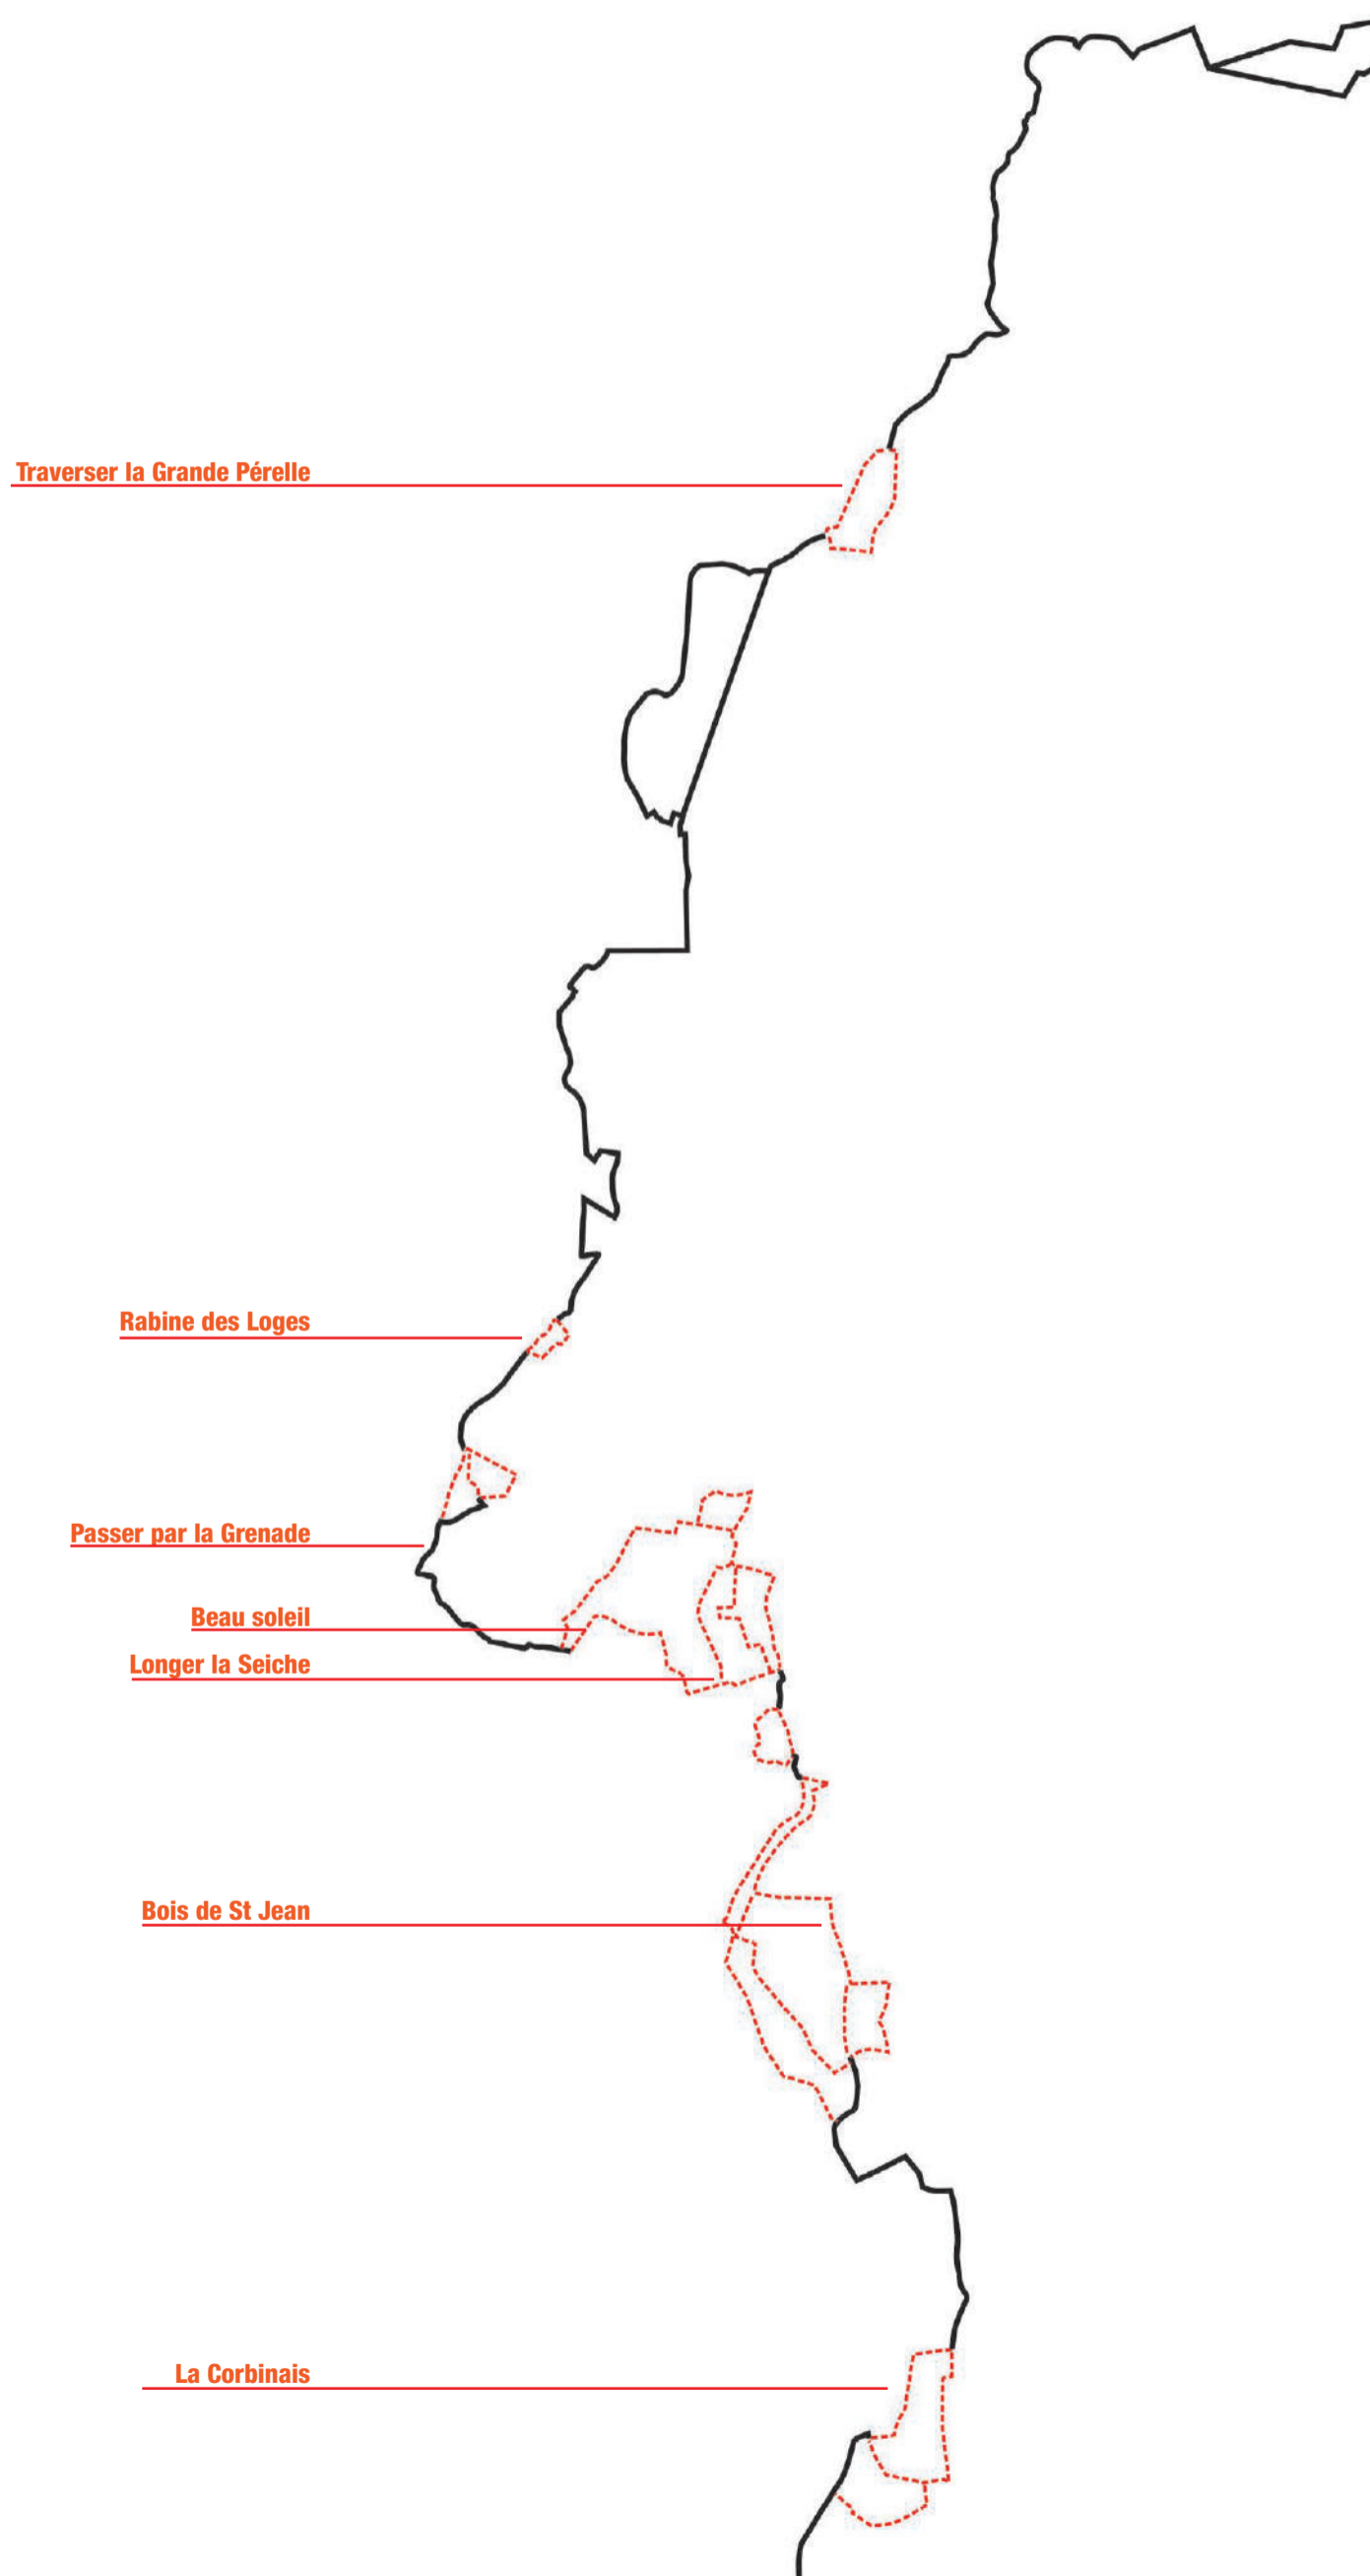 Traverser la Grande Pérelle
Rabine des Loges
Passer par la Grenade
Beau soleil
Longer la Seiche
Bois de St Jean
La Corbinais